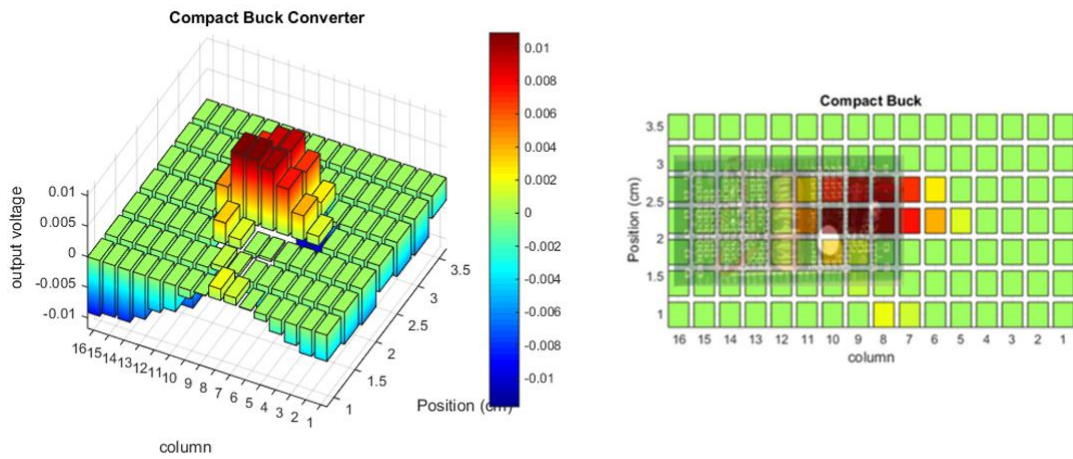 Compact Buck Converter
output voltage
0.01
0.005
0
-0.005
-0.01
16 15 14 13 12 11 10 9 8 7 6 5 4 3 2 1
column
1 1.5 2 2.5 3 3.5
Position (cm)
0.01
0.008
0.006
0.004
0.002
0
-0.002
-0.004
-0.006
-0.008
-0.01
Compact Buck
Position (cm)
3.5
3
2.5
2
1.5
1
16 15 14 13 12 11 10 9 8 7 6 5 4 3 2 1
column